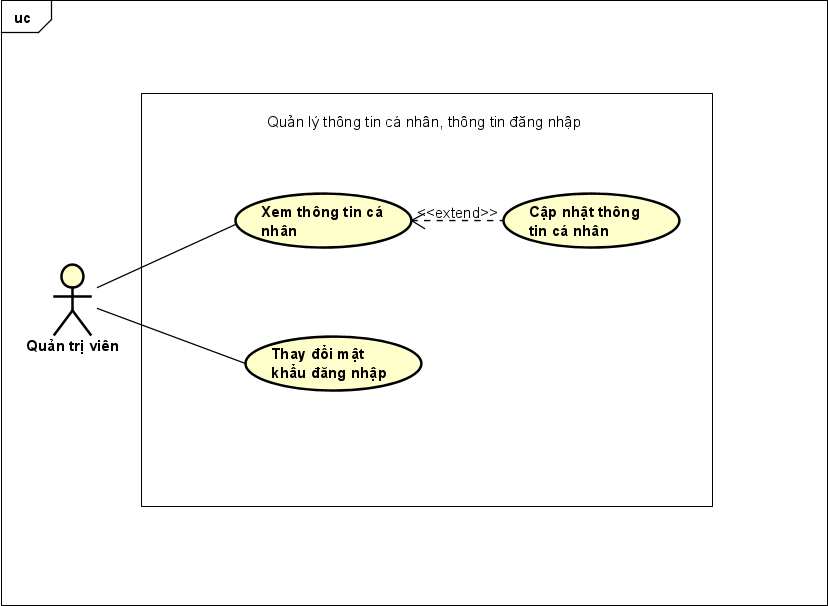 uc
Quản lý thông tin cá nhân, thông tin đăng nhập
Xem thông tin cá
nhân
<<extend>>
Cập nhật thông
tin cá nhân
Quản trị viên
Thay đổi mật
khẩu đăng nhập